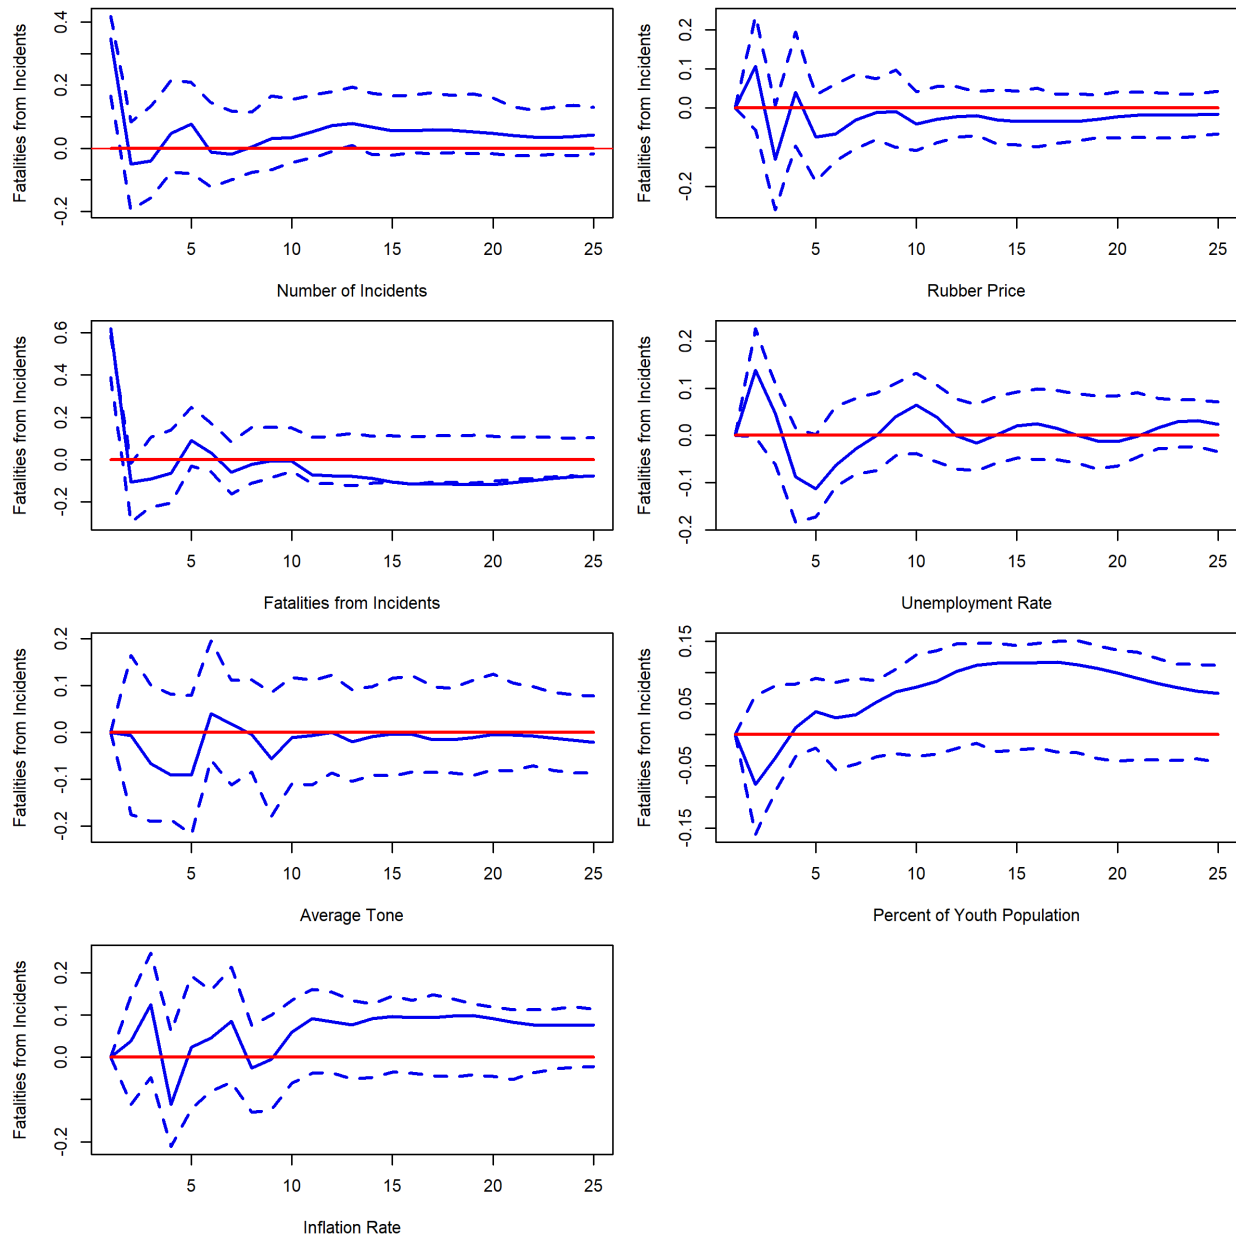 Fatalities from Incidents
0.4
0.2
0.0
-0.2
5 10 15 20 25
Number of Incidents
Fatalities from Incidents
0.2
0.1
0.0
-0.2
5 10 15 20 25
Rubber Price
Fatalities from Incidents
0.6
0.4
0.2
0.0
-0.2
5 10 15 20 25
Fatalities from Incidents
Fatalities from Incidents
0.2
0.1
0.0
-0.1
-0.2
5 10 15 20 25
Unemployment Rate
Fatalities from Incidents
0.2
0.1
0.0
-0.1
-0.2
5 10 15 20 25
Average Tone
Fatalities from Incidents
0.15
0.05
-0.05
-0.15
5 10 15 20 25
Percent of Youth Population
Fatalities from Incidents
0.2
0.1
0.0
-0.2
5 10 15 20 25
Inflation Rate